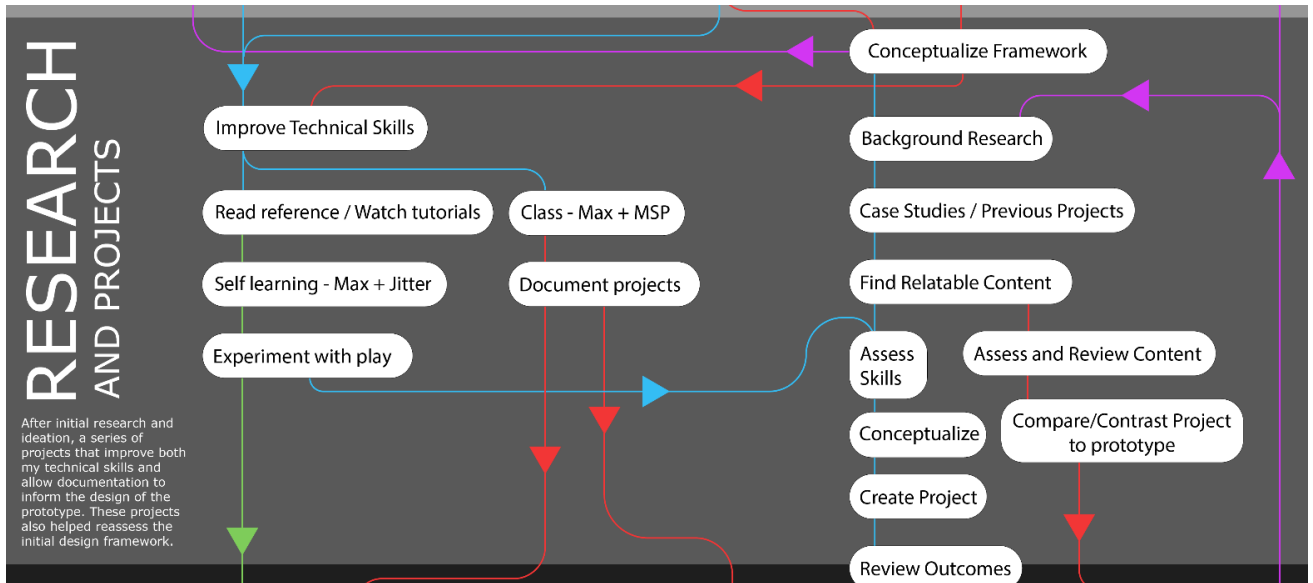 RESEARCH
AND PROJECTS
After initial research and
ideation, a series of
projects that improve both
my technical skills and
allow documentation to
inform the design of the
prototype. These projects
also helped reassess the
initial design framework.
Improve Technical Skills
Read reference / Watch tutorials
Self learning - Max + Jitter
Experiment with play
Class - Max + MSP
Document projects
Conceptualize Framework
Background Research
Case Studies / Previous Projects
Find Relatable Content
Assess
Skills
Conceptualize
Create Project
Review Outcomes
Assess and Review Content
Compare/Contrast Project
to prototype